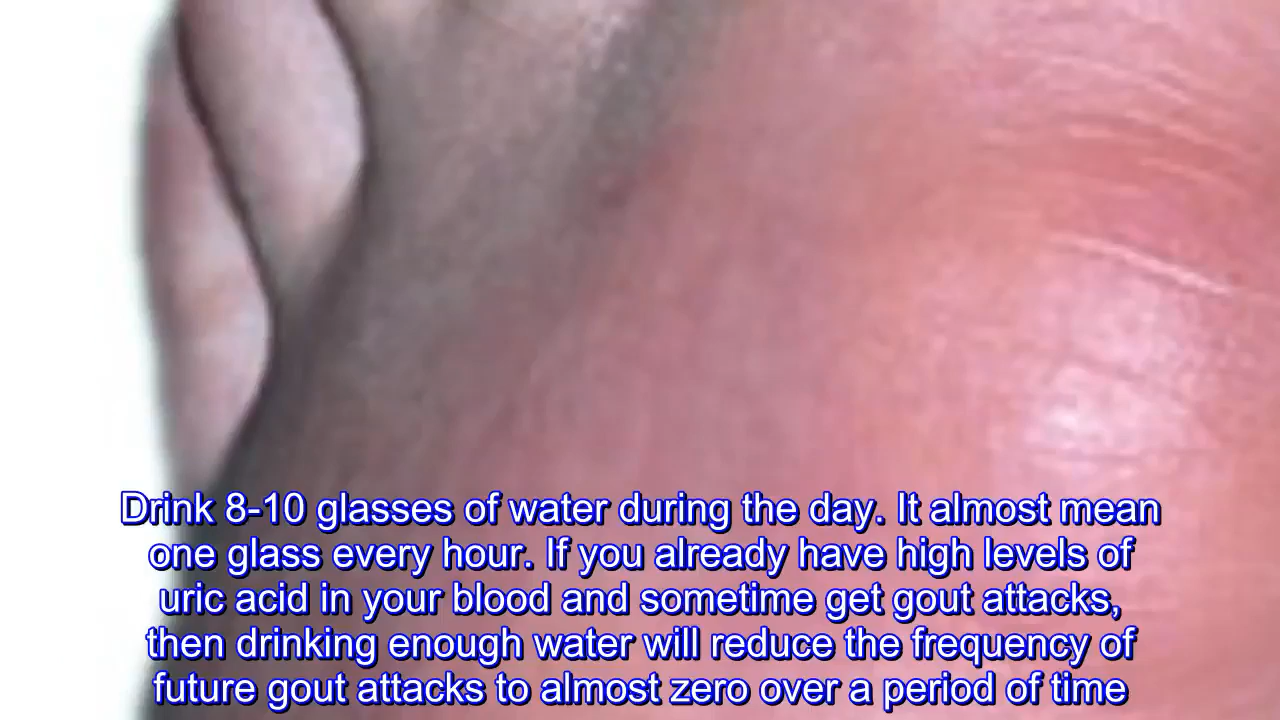 Drink 8-10 glasses of water during the day. It almost mean
one glass every hour. If you already have high levels of
uric acid in your blood and sometime get gout attacks,
then drinking enough water will reduce the frequency of
future gout attacks to almost zero over a period of time